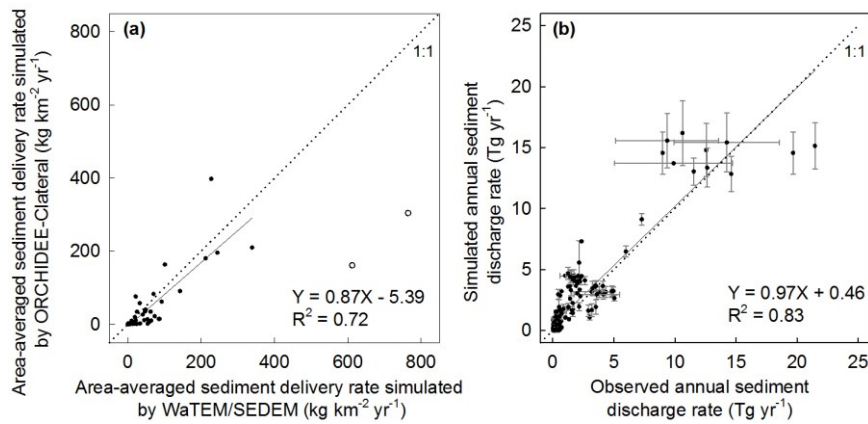 (a)
1:1
800
600
400
200
0
0 200 400 600 800
Y = 0.87X - 5.39
R² = 0.72
Area-averaged sediment delivery rate simulated
by ORCHIDEE-Clateral (kg km⁻² yr⁻¹)
Area-averaged sediment delivery rate simulated
by WaTEM/SEDEM (kg km⁻² yr⁻¹)
(b)
1:1
25
20
15
10
5
0
0 5 10 15 20 25
Y = 0.97X + 0.46
R² = 0.83
Simulated annual sediment
discharge rate (Tg yr⁻¹)
Observed annual sediment
discharge rate (Tg yr⁻¹)